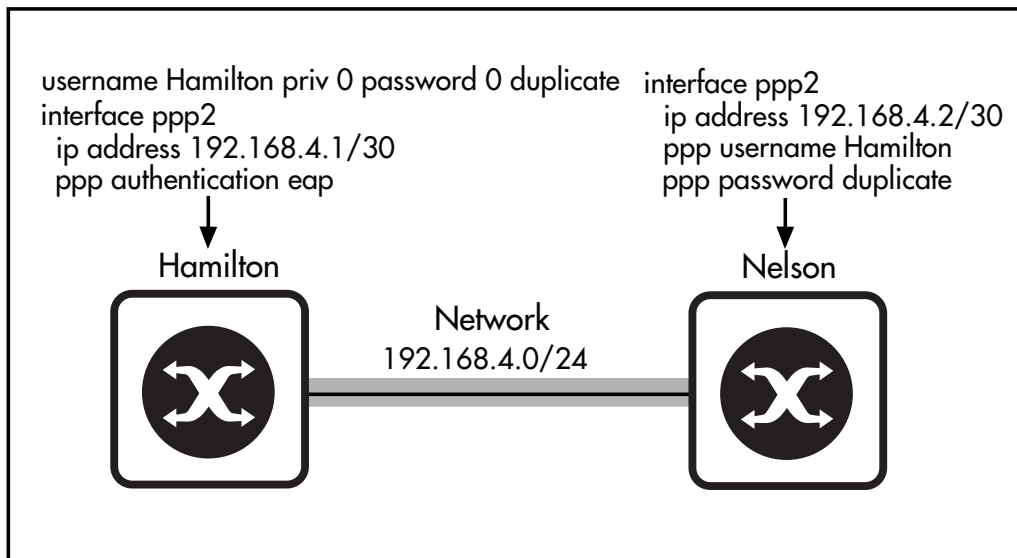 username Hamilton priv 0 password 0 duplicate
interface ppp2
ip address 192.168.4.1/30
ppp authentication eap
interface ppp2
ip address 192.168.4.2/30
ppp username Hamilton
ppp password duplicate
Hamilton
Nelson
Network
192.168.4.0/24